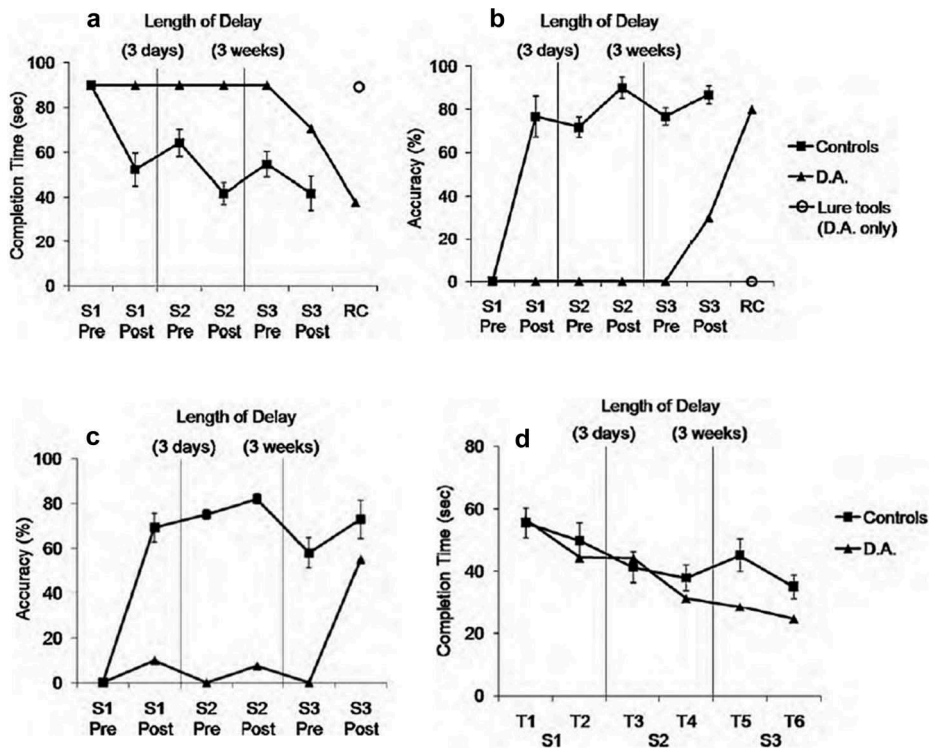 a
Length of Delay
(3 days) (3 weeks)
100
80
60
40
20
0
Completion Time (sec)
S1 S1 S2 S2 S3 S3 RC
Pre Post Pre Post Pre Post
b
Length of Delay
(3 days) (3 weeks)
100
80
60
40
20
0
Accuracy (%)
S1 S1 S2 S2 S3 S3 RC
Pre Post Pre Post Pre Post
Controls
D.A.
Lure tools
(D.A. only)
c
Length of Delay
(3 days) (3 weeks)
100
80
60
40
20
0
Accuracy (%)
S1 S1 S2 S2 S3 S3
Pre Post Pre Post Pre Post
d
Length of Delay
(3 days) (3 weeks)
80
60
40
20
0
Completion Time (sec)
T1 T2 T3 T4 T5 T6
S1 S2 S3
Controls
D.A.